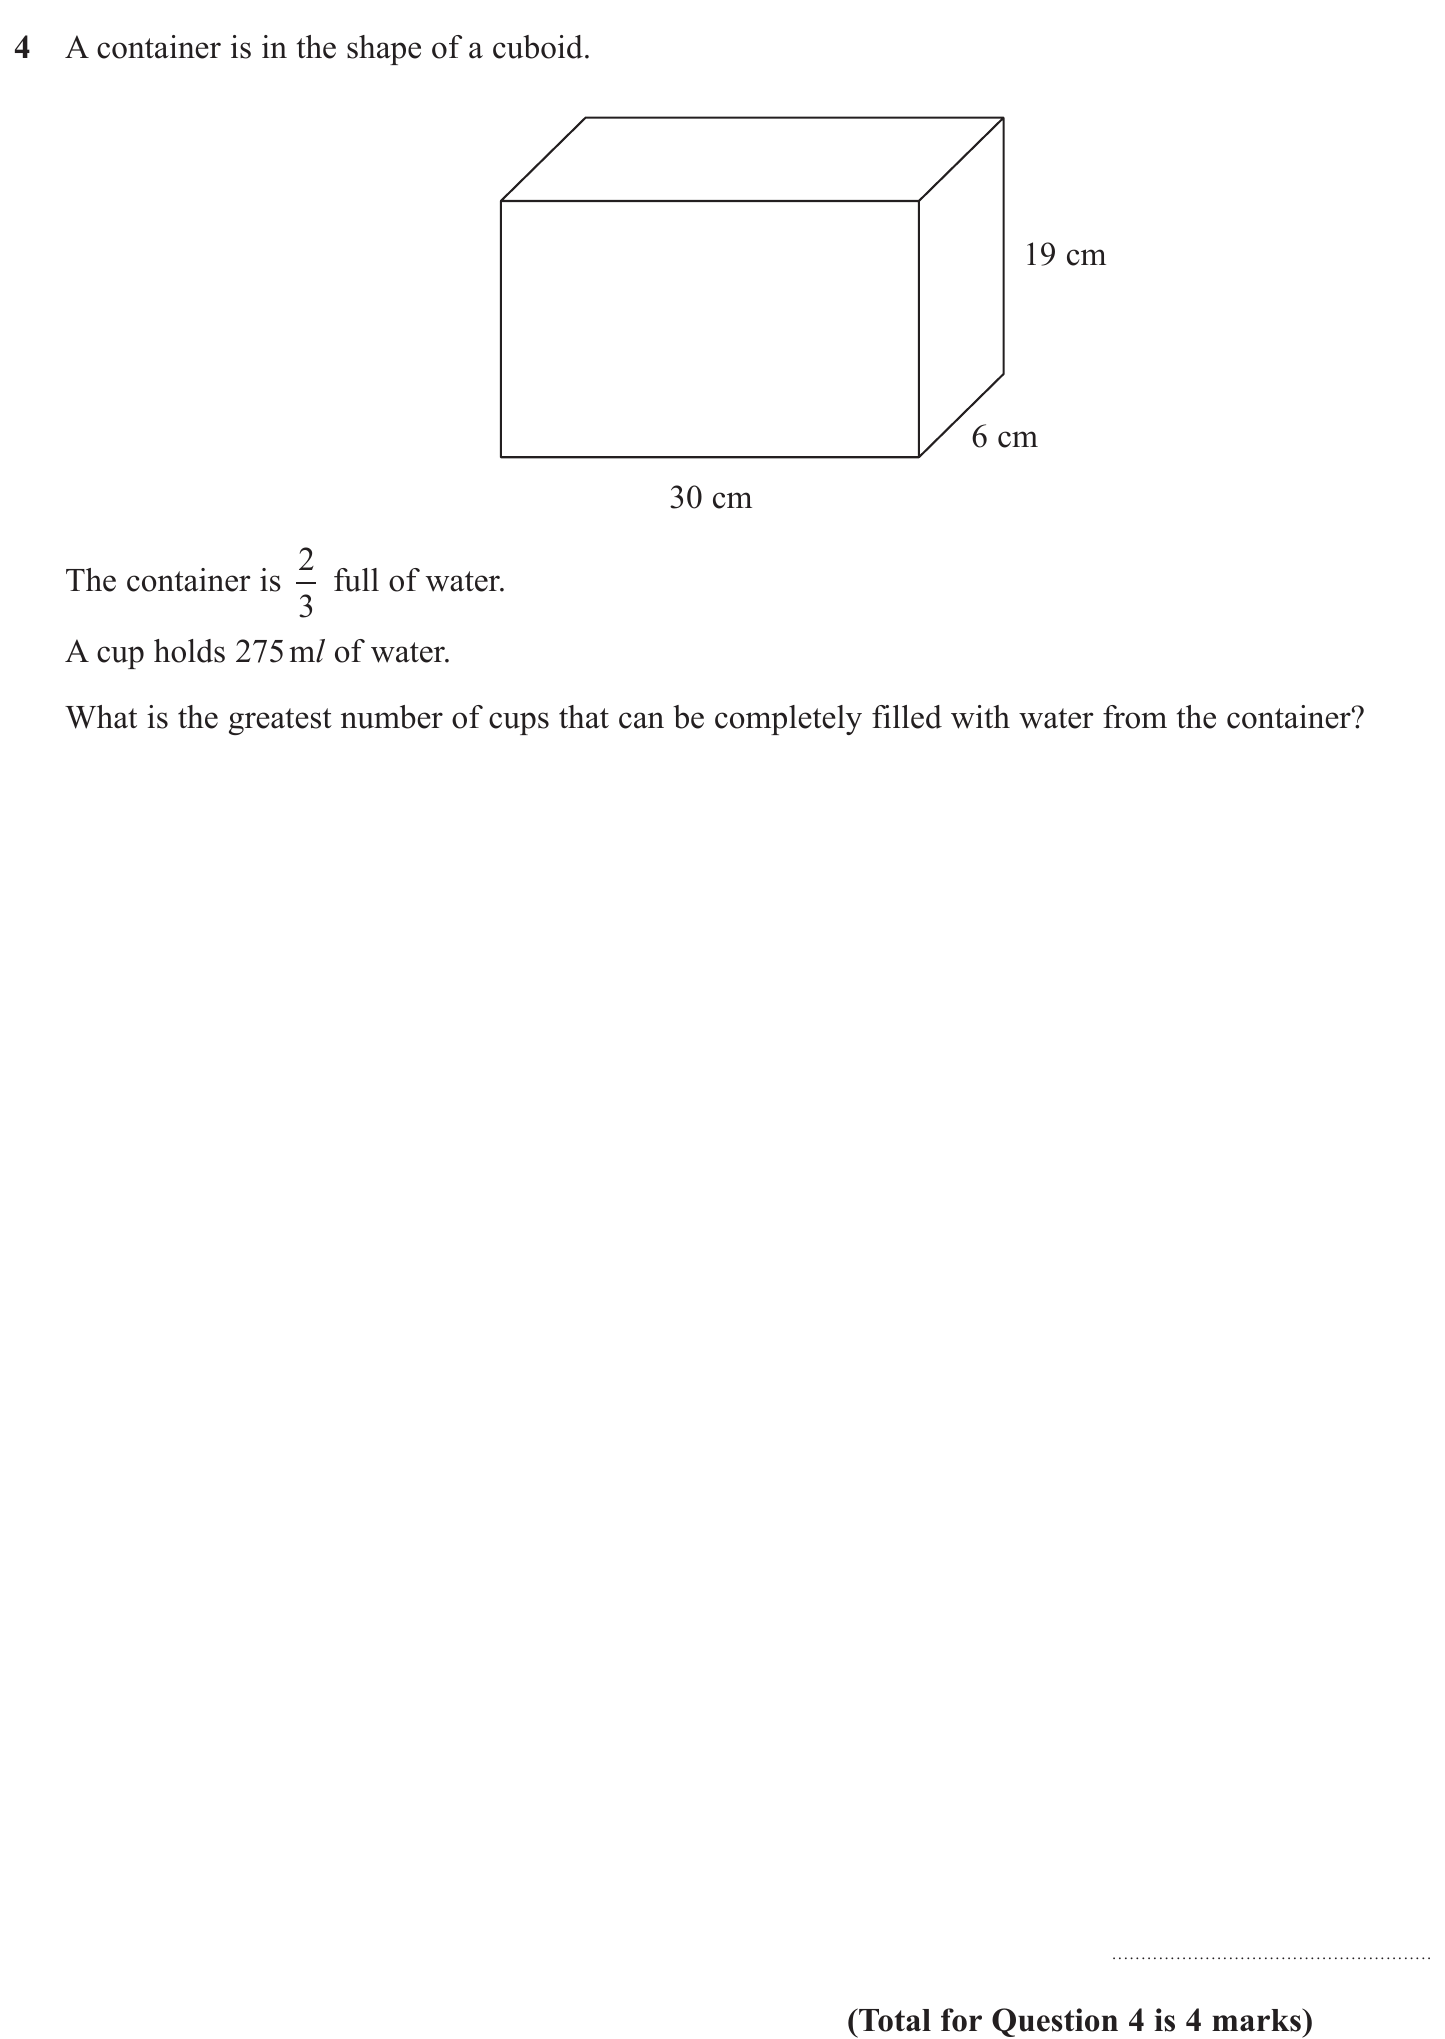 4 A container is in the shape of a cuboid.
19 cm
6 cm
30 cm
The container is 2/3 full of water.
A cup holds 275 ml of water.
What is the greatest number of cups that can be completely filled with water from the container?
(Total for Question 4 is 4 marks)